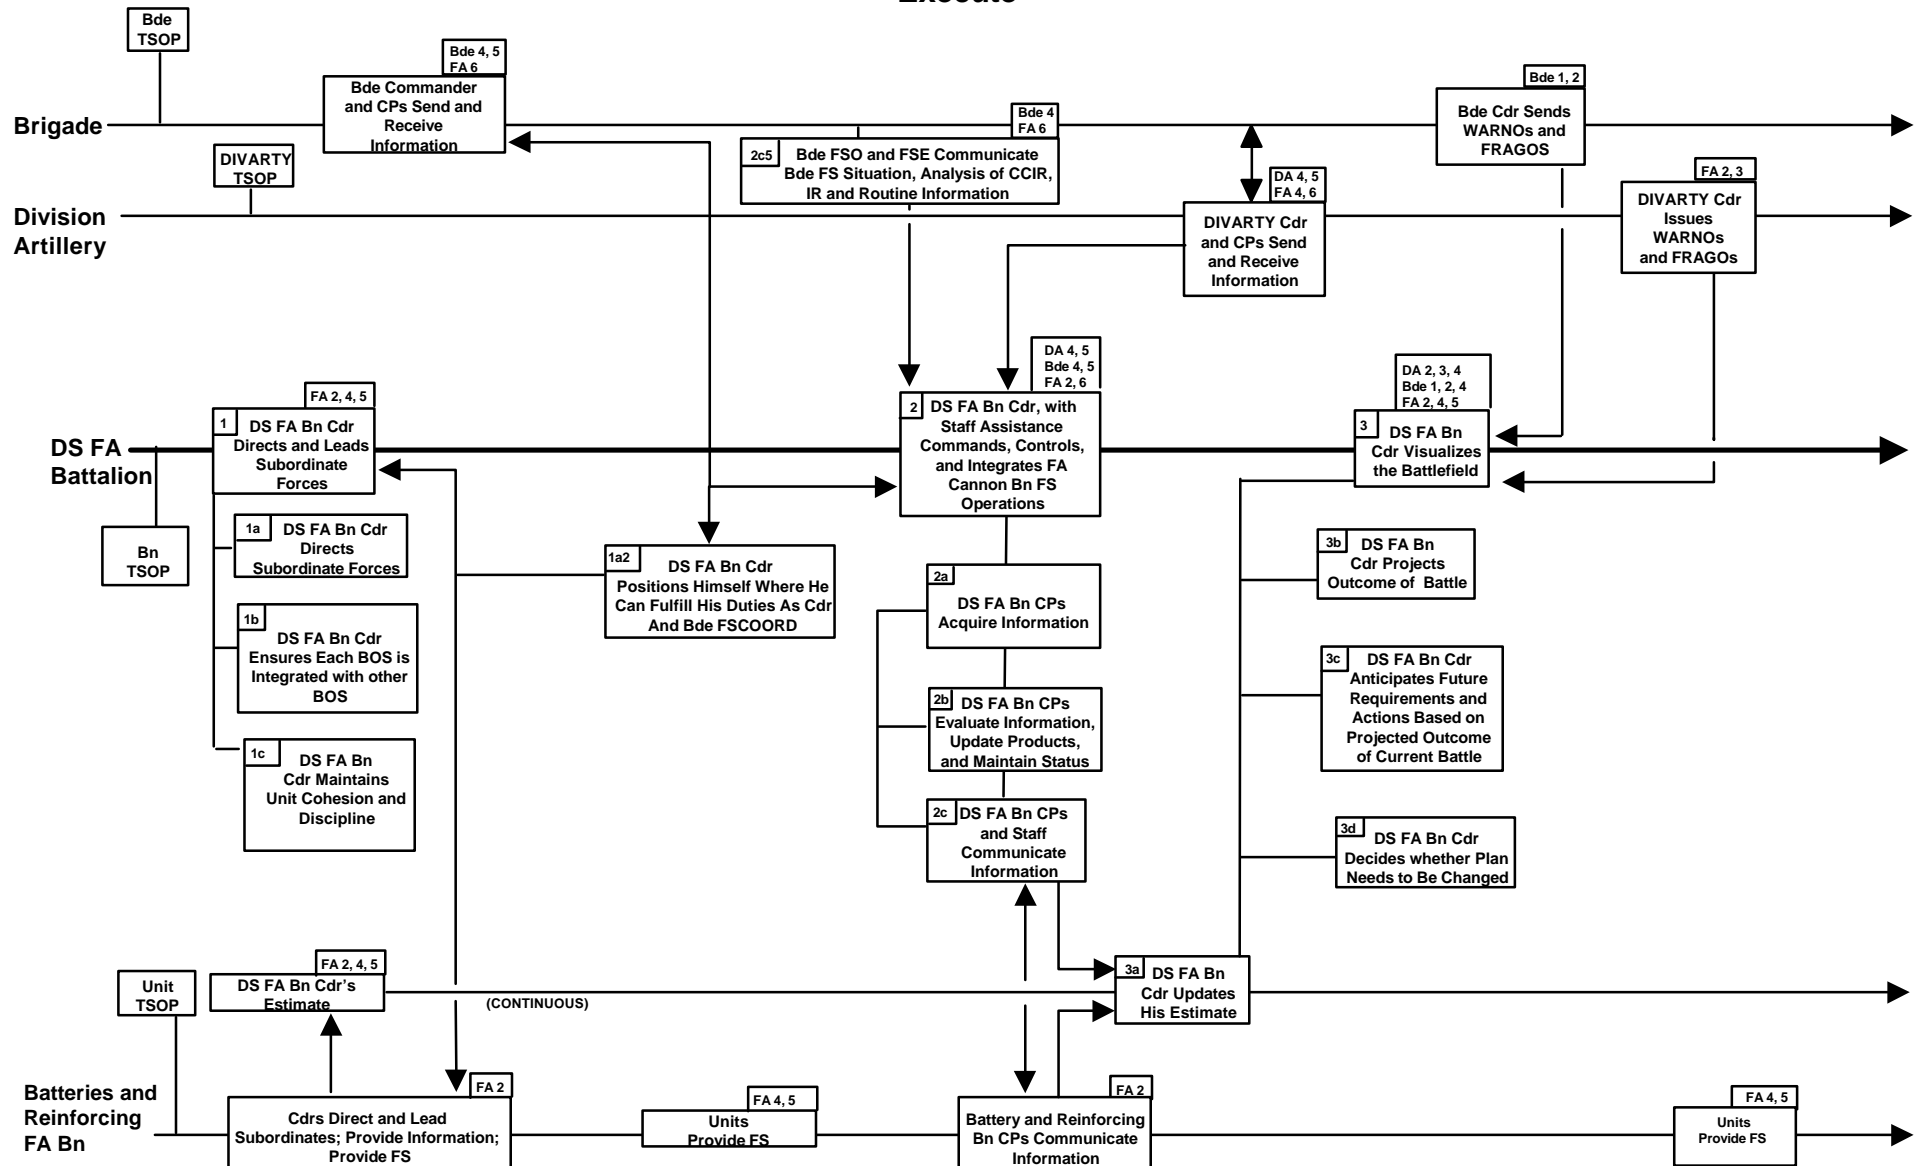 Execute
Bde
TSOP
Bde 4, 5
FA 6
Bde Commander
and CPs Send and
Receive
Information
Brigade
Bde 4
FA 6
2c5
Bde FSO and FSE Communicate
Bde FS Situation, Analysis of CCIR,
IR and Routine Information
Bde 1, 2
Bde Cdr Sends
WARNOs and
FRAGOS
DIVARTY
TSOP
Division
Artillery
DA 4, 5
FA 4, 6
DIVARTY Cdr
and CPs Send
and Receive
Information
FA 2, 3
DIVARTY Cdr
Issues
WARNOs
and FRAGOs
DS FA
Battalion
Bn
TSOP
FA 2, 4, 5
1
DS FA Bn Cdr
Directs and Leads
Subordinate
Forces
1a
DS FA Bn Cdr
Directs
Subordinate Forces
1b
DS FA Bn Cdr
Ensures Each BOS is
Integrated with other
BOS
1c
DS FA Bn
Cdr Maintains
Unit Cohesion and
Discipline
1a2
DS FA Bn Cdr
Positions Himself Where He
Can Fulfill His Duties As Cdr
And Bde FSCOORD
DA 4, 5
Bde 4, 5
FA 2, 6
2
DS FA Bn Cdr, with
Staff Assistance
Commands, Controls,
and Integrates FA
Cannon Bn FS
Operations
2a
DS FA Bn CPs
Acquire Information
2b
DS FA Bn CPs
Evaluate Information,
Update Products,
and Maintain Status
2c
DS FA Bn CPs
and Staff
Communicate
Information
DA 2, 3, 4
Bde 1, 2, 4
FA 2, 4, 5
3
DS FA Bn
Cdr Visualizes
the Battlefield
3b
DS FA Bn
Cdr Projects
Outcome of Battle
3c
DS FA Bn Cdr
Anticipates Future
Requirements and
Actions Based on
Projected Outcome
of Current Battle
3d
DS FA Bn Cdr
Decides whether Plan
Needs to Be Changed
Unit
TSOP
FA 2, 4, 5
DS FA Bn Cdr's
Estimate
(CONTINUOUS)
3a
DS FA Bn
Cdr Updates
His Estimate
Batteries and
Reinforcing
FA Bn
FA 2
Cdrs Direct and Lead
Subordinates; Provide Information;
Provide FS
FA 4, 5
Units
Provide FS
FA 2
Battery and Reinforcing
Bn CPs Communicate
Information
FA 4, 5
Units
Provide FS